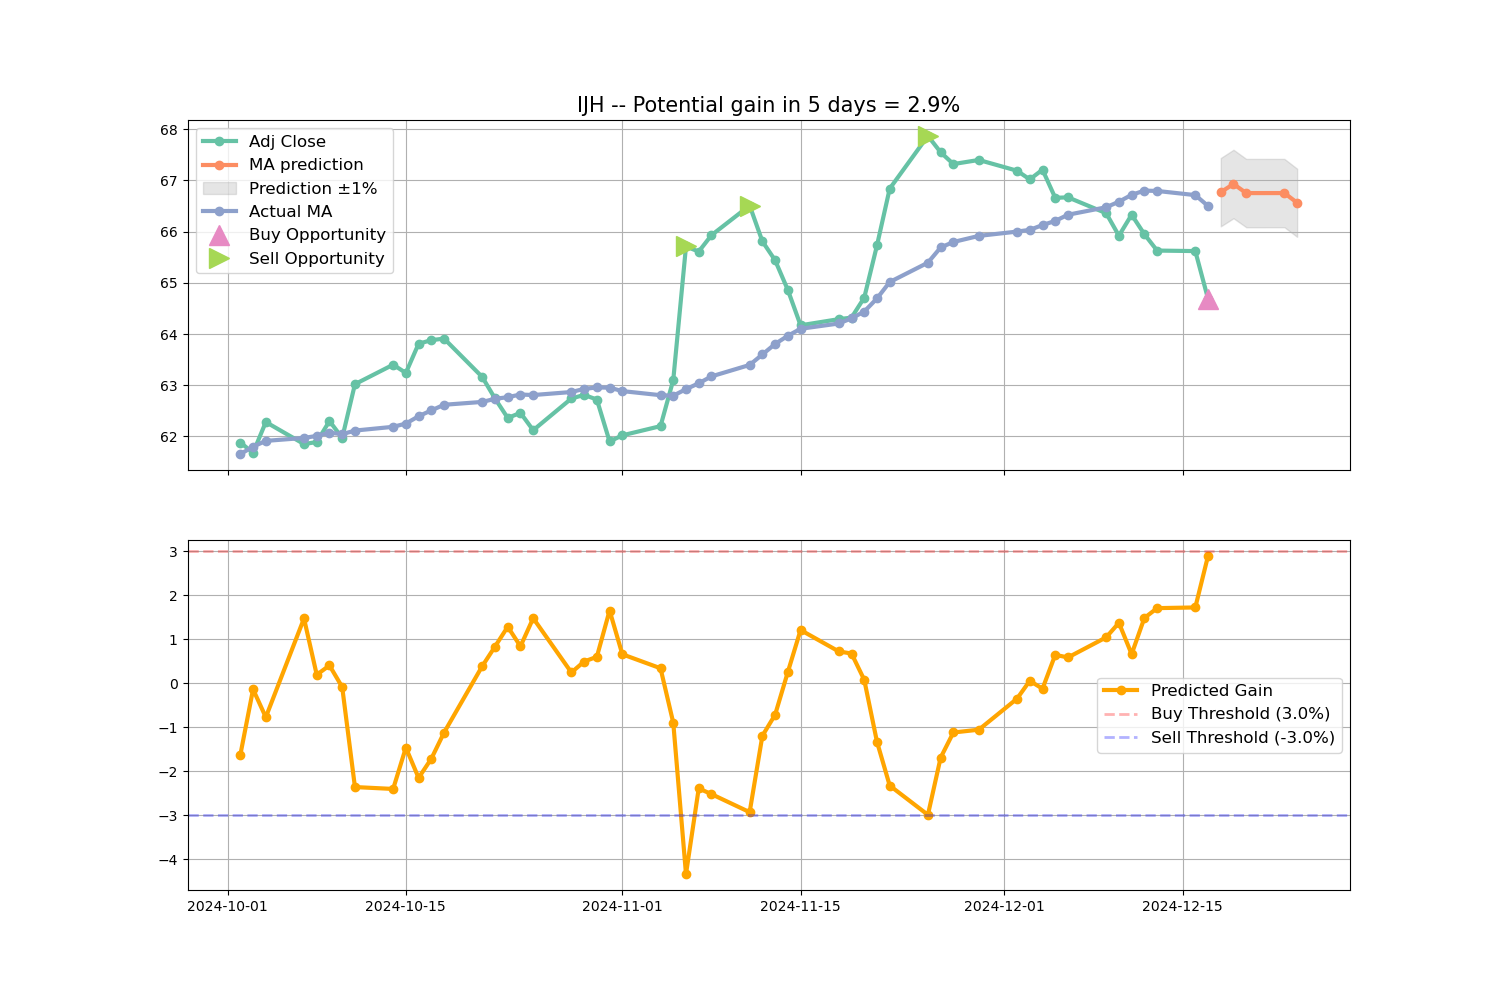 IJH -- Potential gain in 5 days = 2.9%
68
67
66
65
64
63
62
Adj Close
MA prediction
Prediction ±1%
Actual MA
Buy Opportunity
Sell Opportunity
3
2
1
0
−1
−2
−3
−4
Predicted Gain
Buy Threshold (3.0%)
Sell Threshold (-3.0%)
2024-10-01
2024-10-15
2024-11-01
2024-11-15
2024-12-01
2024-12-15